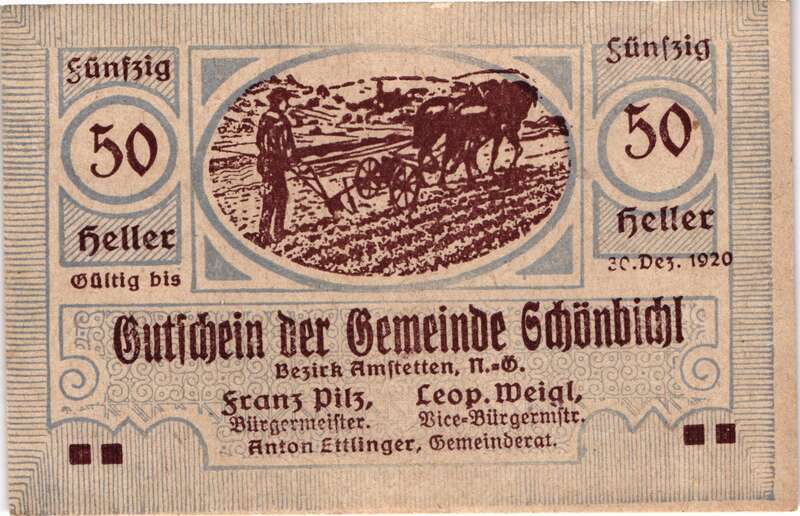 Fünfzig
50
Heller
Gültig bis
Fünfzig
50
Heller
30. Dez. 1920
Gutschein der Gemeinde Schönbichl
Bezirk Amstetten, N.=Ö.
Franz Pilz, Leop. Weigl,
Bürgermeister. Vice=Bürgermstr.
Anton Ettlinger, Gemeinderat.